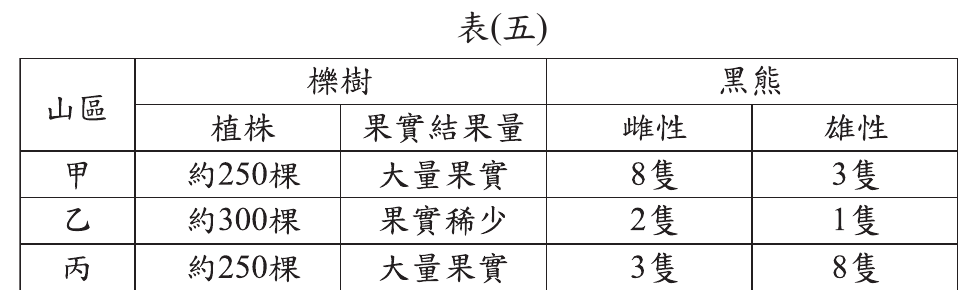 表(五)
山區 櫟樹 黑熊
植株 果實結果量 雌性 雄性
甲 約250棵 大量果實 8隻 3隻
乙 約300棵 果實稀少 2隻 1隻
丙 約250棵 大量果實 3隻 8隻